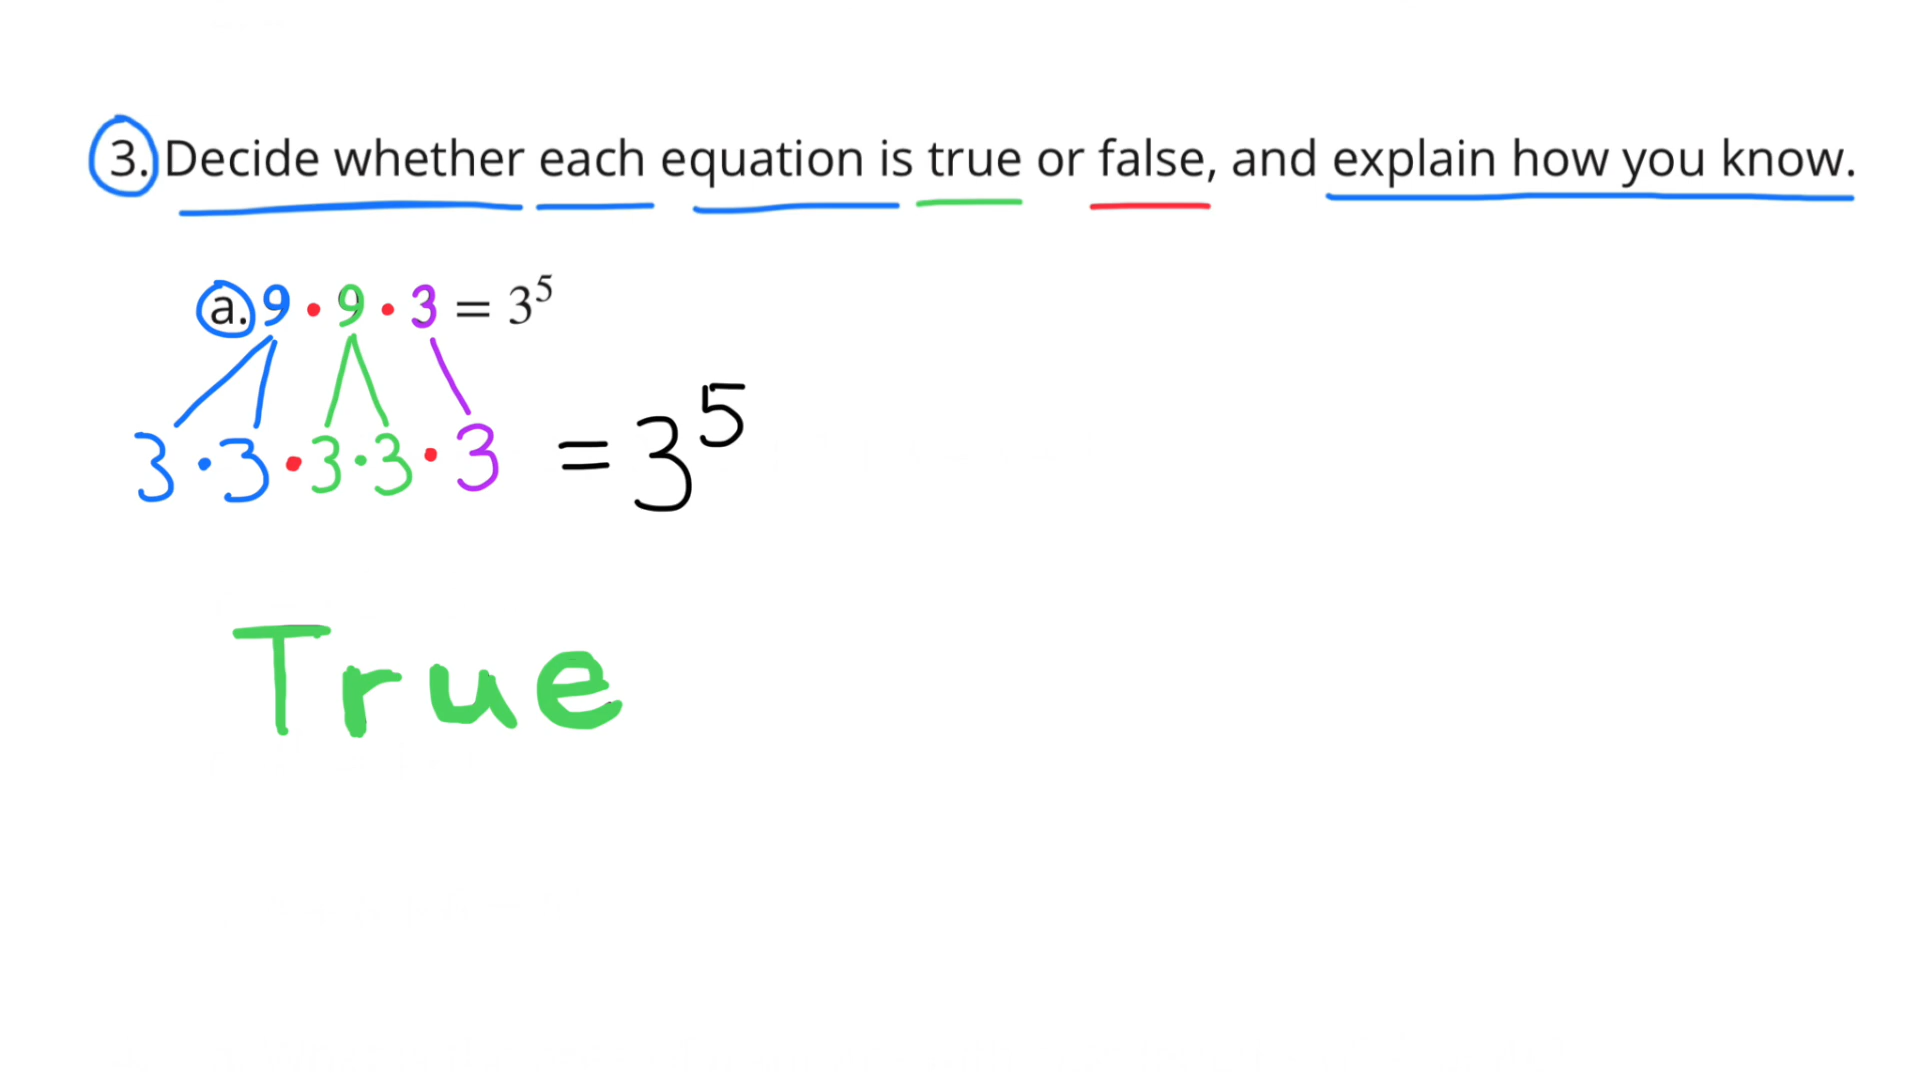 3. Decide whether each equation is true or false, and explain how you know.
a. 9 · 9 · 3 = 3⁵
3 · 3 · 3 · 3 · 3 = 3⁵
True